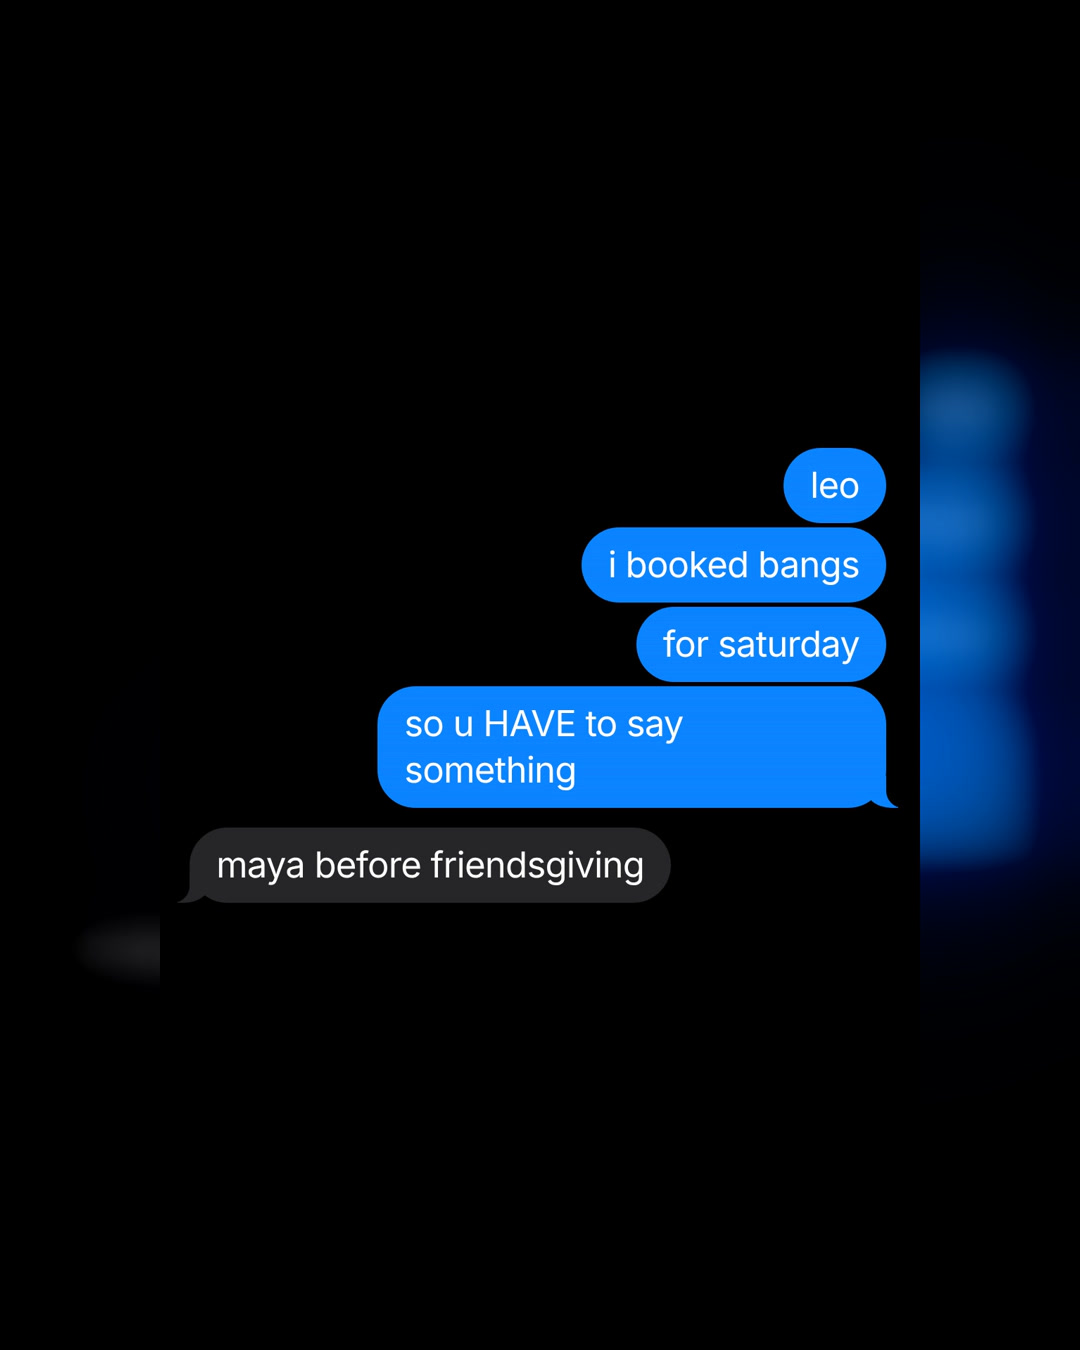 leo
i booked bangs
for saturday
so u HAVE to say
something
maya before friendsgiving